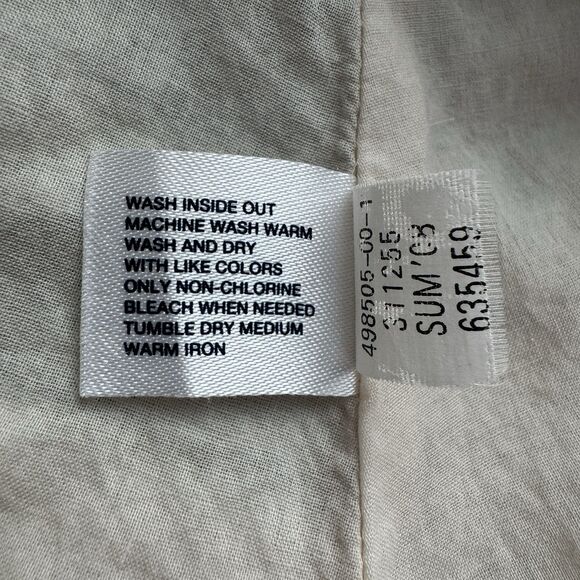 WASH INSIDE OUT
MACHINE WASH WARM
WASH AND DRY
WITH LIKE COLORS
ONLY NON-CHLORINE
BLEACH WHEN NEEDED
TUMBLE DRY MEDIUM
WARM IRON
498505-00-1
311255
SUM'08
635459